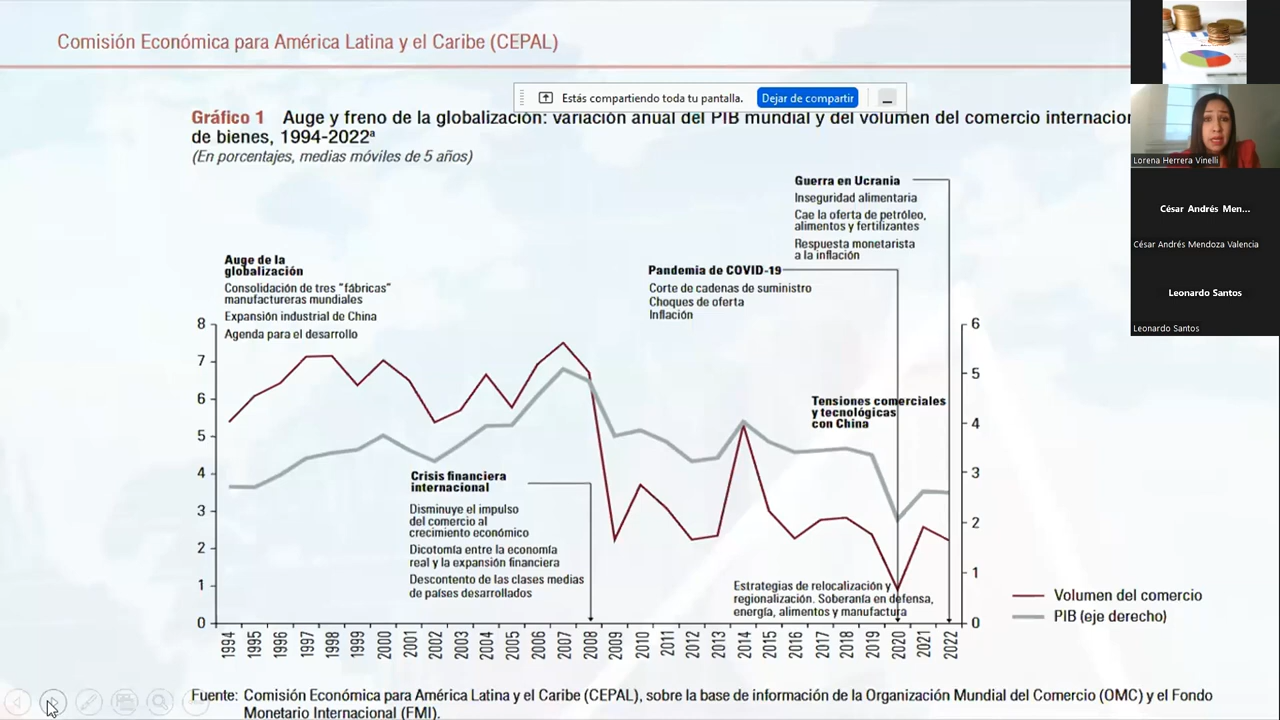 Comisión Económica para América Latina y el Caribe (CEPAL)
Estás compartiendo toda tu pantalla.
Dejar de compartir
Gráfico 1 Auge y freno de la globalización: variación anual del PIB mundial y del volumen del comercio internacion
de bienes, 1994-2022ª
(En porcentajes, medias móviles de 5 años)
Lorena Herrera Vinelli
César Andrés Men...
César Andrés Mendoza Valencia
Leonardo Santos
Leonardo Santos
Guerra en Ucrania
Inseguridad alimentaria
Cae la oferta de petróleo,
alimentos y fertilizantes
Respuesta monetarista
a la inflación
Auge de la
globalización
Consolidación de tres "fábricas"
manufactureras mundiales
Expansión industrial de China
Agenda para el desarrollo
Pandemia de COVID-19
Corte de cadenas de suministro
Choques de oferta
Inflación
Tensiones comerciales
y tecnológicas
con China
Crisis financiera
internacional
Disminuye el impulso
del comercio al
crecimiento económico
Dicotomía entre la economía
real y la expansión financiera
Descontento de las clases medias
de países desarrollados
Estrategias de relocalización y
regionalización. Soberanía en defensa,
energía, alimentos y manufactura
8
7
6
5
4
3
2
1
0
6
5
4
3
2
1
0
1994 1995 1996 1997 1998 1999 2000 2001 2002 2003 2004 2005 2006 2007 2008 2009 2010 2011 2012 2013 2014 2015 2016 2017 2018 2019 2020 2021 2022
Volumen del comercio
PIB (eje derecho)
Fuente: Comisión Económica para América Latina y el Caribe (CEPAL), sobre la base de información de la Organización Mundial del Comercio (OMC) y el Fondo
Monetario Internacional (FMI).